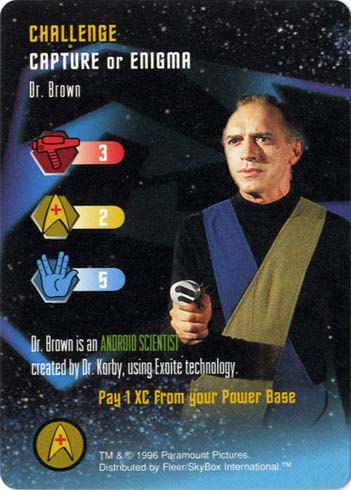 CHALLENGE
CAPTURE or ENIGMA
Dr. Brown
3
2
5
Dr. Brown is an ANDROID SCIENTIST
created by Dr. Korby, using Exoite technology.
Pay 1 XC From your Power Base
TM & © 1996 Paramount Pictures.
Distributed by Fleer/SkyBox International.™